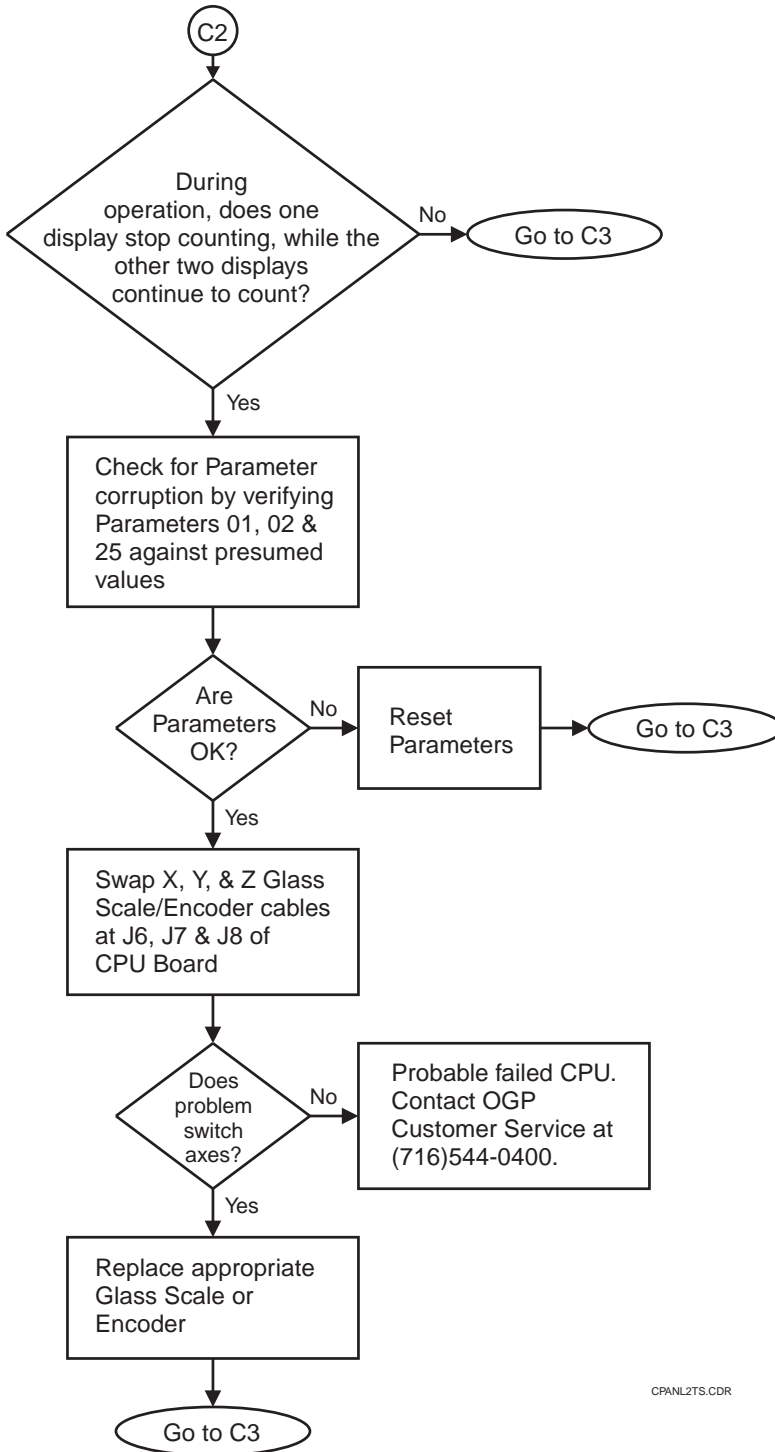 C2
During
operation, does one
display stop counting, while the
other two displays
continue to count?
No
Go to C3
Yes
Check for Parameter
corruption by verifying
Parameters 01, 02 &
25 against presumed
values
Are
Parameters
OK?
No
Reset
Parameters
Go to C3
Yes
Swap X, Y, & Z Glass
Scale/Encoder cables
at J6, J7 & J8 of
CPU Board
Does
problem
switch
axes?
No
Probable failed CPU.
Contact OGP
Customer Service at
(716)544-0400.
Yes
Replace appropriate
Glass Scale or
Encoder
Go to C3
CPANL2TS.CDR